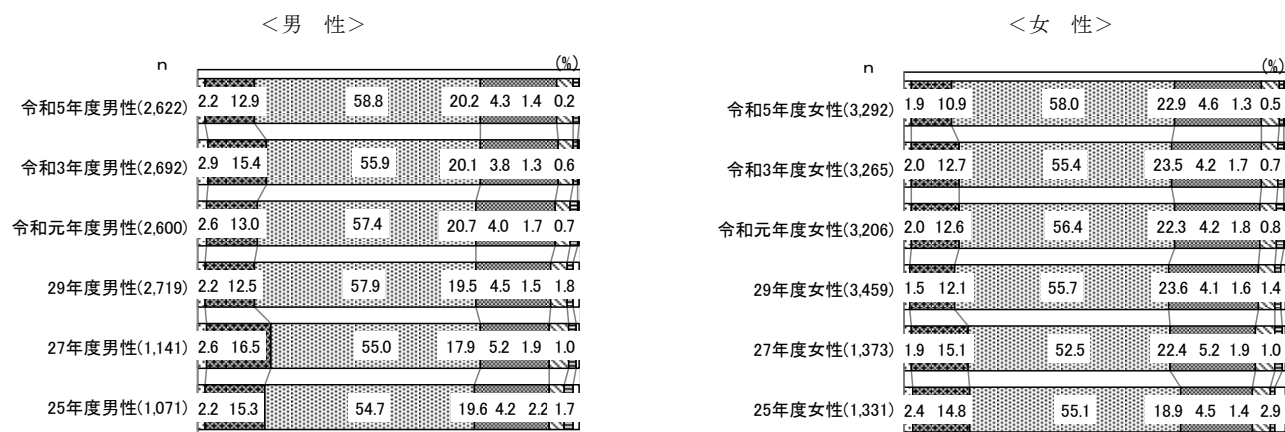 ＜男　性＞
n (%)
令和5年度男性(2,622) 2.2 12.9 58.8 20.2 4.3 1.4 0.2
令和3年度男性(2,692) 2.9 15.4 55.9 20.1 3.8 1.3 0.6
令和元年度男性(2,600) 2.6 13.0 57.4 20.7 4.0 1.7 0.7
29年度男性(2,719) 2.2 12.5 57.9 19.5 4.5 1.5 1.8
27年度男性(1,141) 2.6 16.5 55.0 17.9 5.2 1.9 1.0
25年度男性(1,071) 2.2 15.3 54.7 19.6 4.2 2.2 1.7
＜女　性＞
n (%)
令和5年度女性(3,292) 1.9 10.9 58.0 22.9 4.6 1.3 0.5
令和3年度女性(3,265) 2.0 12.7 55.4 23.5 4.2 1.7 0.7
令和元年度女性(3,206) 2.0 12.6 56.4 22.3 4.2 1.8 0.8
29年度女性(3,459) 1.5 12.1 55.7 23.6 4.1 1.6 1.4
27年度女性(1,373) 1.9 15.1 52.5 22.4 5.2 1.9 1.0
25年度女性(1,331) 2.4 14.8 55.1 18.9 4.5 1.4 2.9